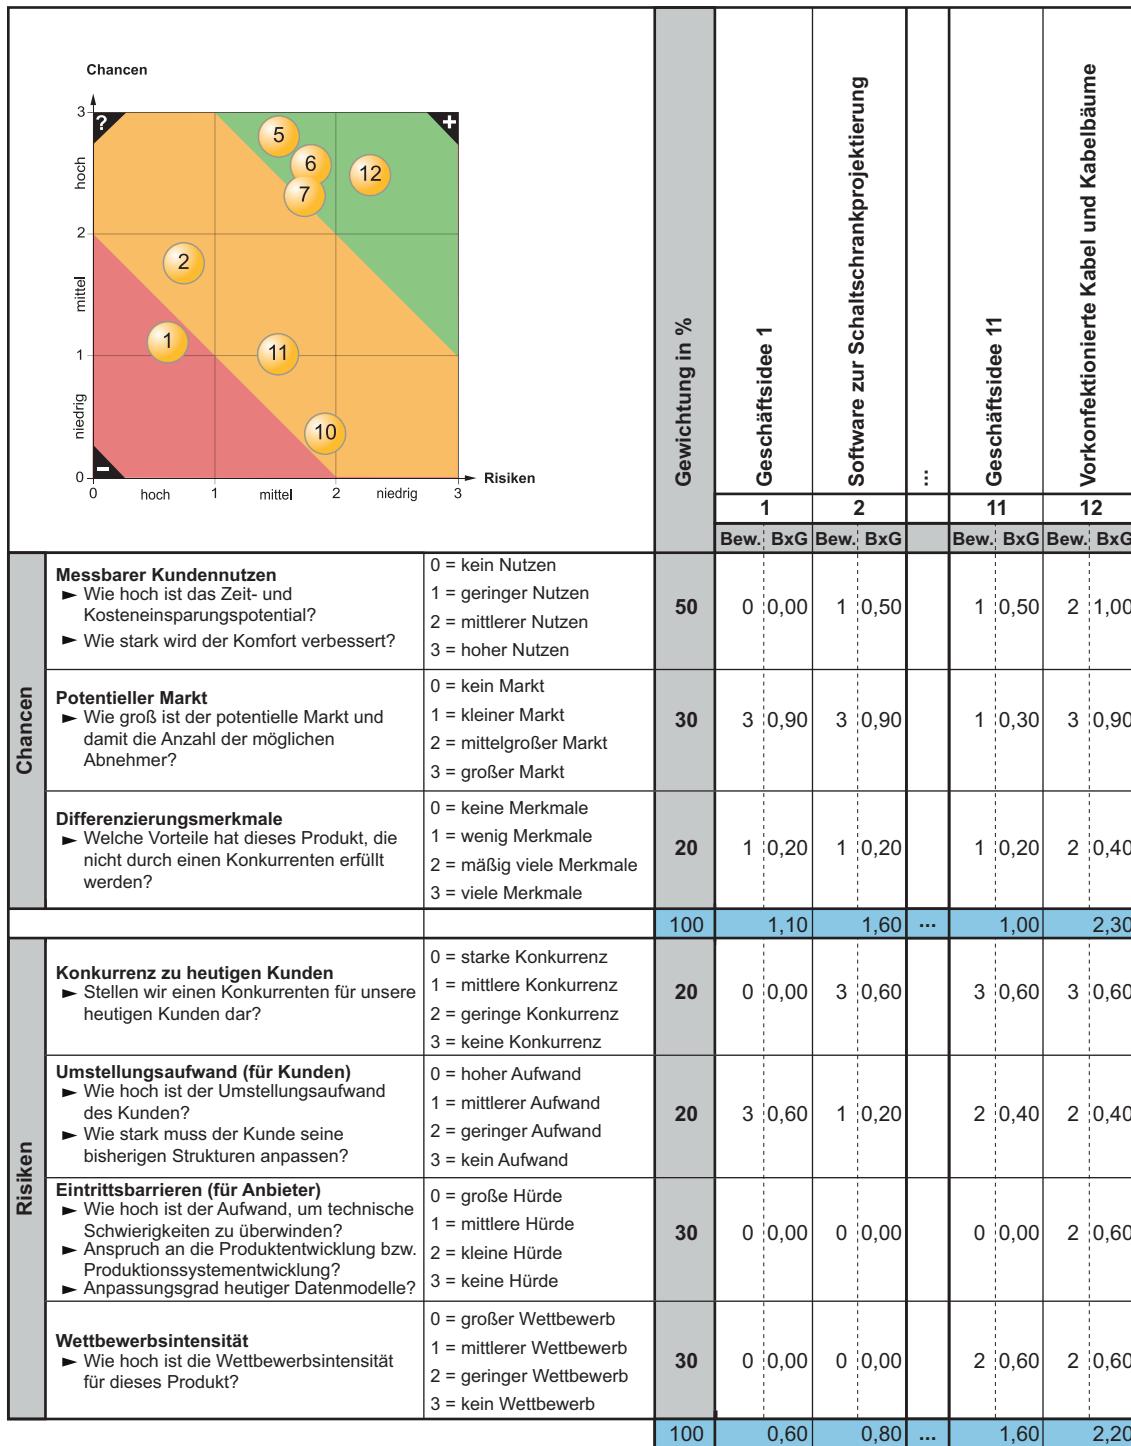 Chancen
3
?
+
5
6
7
12
hoch
2
2
mittel
1
1
11
niedrig
10
0
–
Risiken
0
hoch
1
mittel
2
niedrig
3
Gewichtung in %
Geschäftsidee 1
Software zur Schaltschrankprojektierung
...
Geschäftsidee 11
Vorkonfektionierte Kabel und Kabelbäume
1 2 11 12
Bew. BxG Bew. BxG Bew. BxG Bew. BxG
Chancen
Messbarer Kundennutzen
► Wie hoch ist das Zeit- und
Kosteneinsparungspotential?
► Wie stark wird der Komfort verbessert?
0 = kein Nutzen
1 = geringer Nutzen
2 = mittlerer Nutzen
3 = hoher Nutzen
50 0 0,00 1 0,50 1 0,50 2 1,00
Potentieller Markt
► Wie groß ist der potentielle Markt und
damit die Anzahl der möglichen
Abnehmer?
0 = kein Markt
1 = kleiner Markt
2 = mittelgroßer Markt
3 = großer Markt
30 3 0,90 3 0,90 1 0,30 3 0,90
Differenzierungsmerkmale
► Welche Vorteile hat dieses Produkt, die
nicht durch einen Konkurrenten erfüllt
werden?
0 = keine Merkmale
1 = wenig Merkmale
2 = mäßig viele Merkmale
3 = viele Merkmale
20 1 0,20 1 0,20 1 0,20 2 0,40
100 1,10 1,60 ... 1,00 2,30
Risiken
Konkurrenz zu heutigen Kunden
► Stellen wir einen Konkurrenten für unsere
heutigen Kunden dar?
0 = starke Konkurrenz
1 = mittlere Konkurrenz
2 = geringe Konkurrenz
3 = keine Konkurrenz
20 0 0,00 3 0,60 3 0,60 3 0,60
Umstellungsaufwand (für Kunden)
► Wie hoch ist der Umstellungsaufwand
des Kunden?
► Wie stark muss der Kunde seine
bisherigen Strukturen anpassen?
0 = hoher Aufwand
1 = mittlerer Aufwand
2 = geringer Aufwand
3 = kein Aufwand
20 3 0,60 1 0,20 2 0,40 2 0,40
Eintrittsbarrieren (für Anbieter)
► Wie hoch ist der Aufwand, um technische
Schwierigkeiten zu überwinden?
► Anspruch an die Produktentwicklung bzw.
Produktionssystementwicklung?
► Anpassungsgrad heutiger Datenmodelle?
0 = große Hürde
1 = mittlere Hürde
2 = kleine Hürde
3 = keine Hürde
30 0 0,00 0 0,00 0 0,00 2 0,60
Wettbewerbsintensität
► Wie hoch ist die Wettbewerbsintensität
für dieses Produkt?
0 = großer Wettbewerb
1 = mittlerer Wettbewerb
2 = geringer Wettbewerb
3 = kein Wettbewerb
30 0 0,00 0 0,00 2 0,60 2 0,60
100 0,60 0,80 ... 1,60 2,20